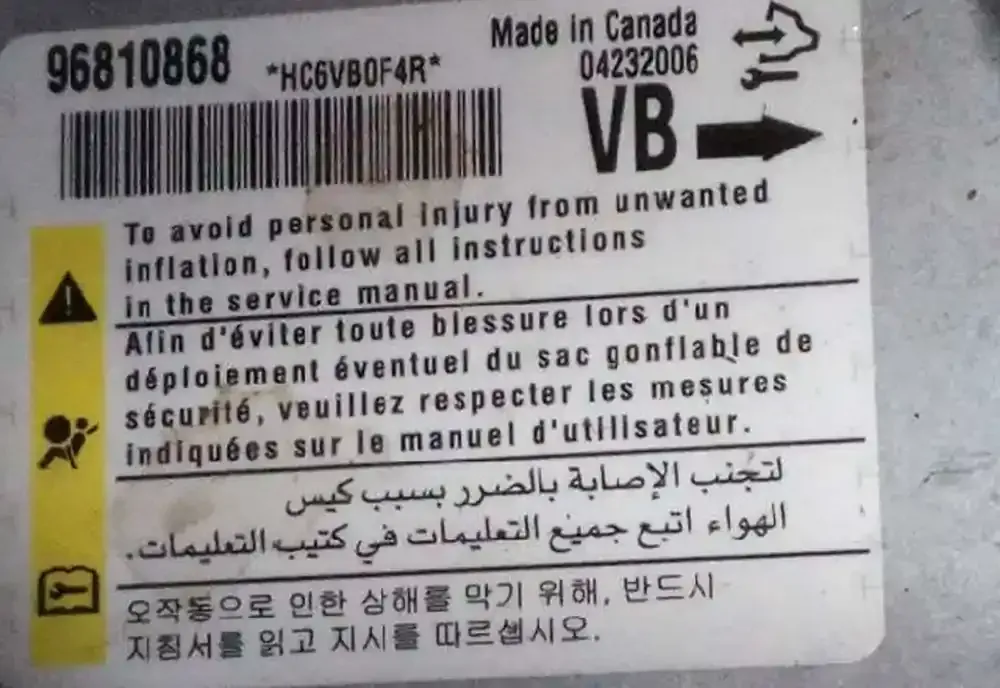 96810868 *HC6VB0F4R* Made in Canada
04232006
VB
To avoid personal injury from unwanted
inflation, follow all instructions
in the service manual.
Afin d'éviter toute blessure lors d'un
déploiement éventuel du sac gonflable de
sécurité, veuillez respecter les mesures
indiquées sur le manuel d'utilisateur.
لتجنب الإصابة بالضرر بسبب كيس
الهواء اتبع جميع التعليمات في كتيب التعليمات.
오작동으로 인한 상해를 막기 위해, 반드시
지침서를 읽고 지시를 따르십시오.